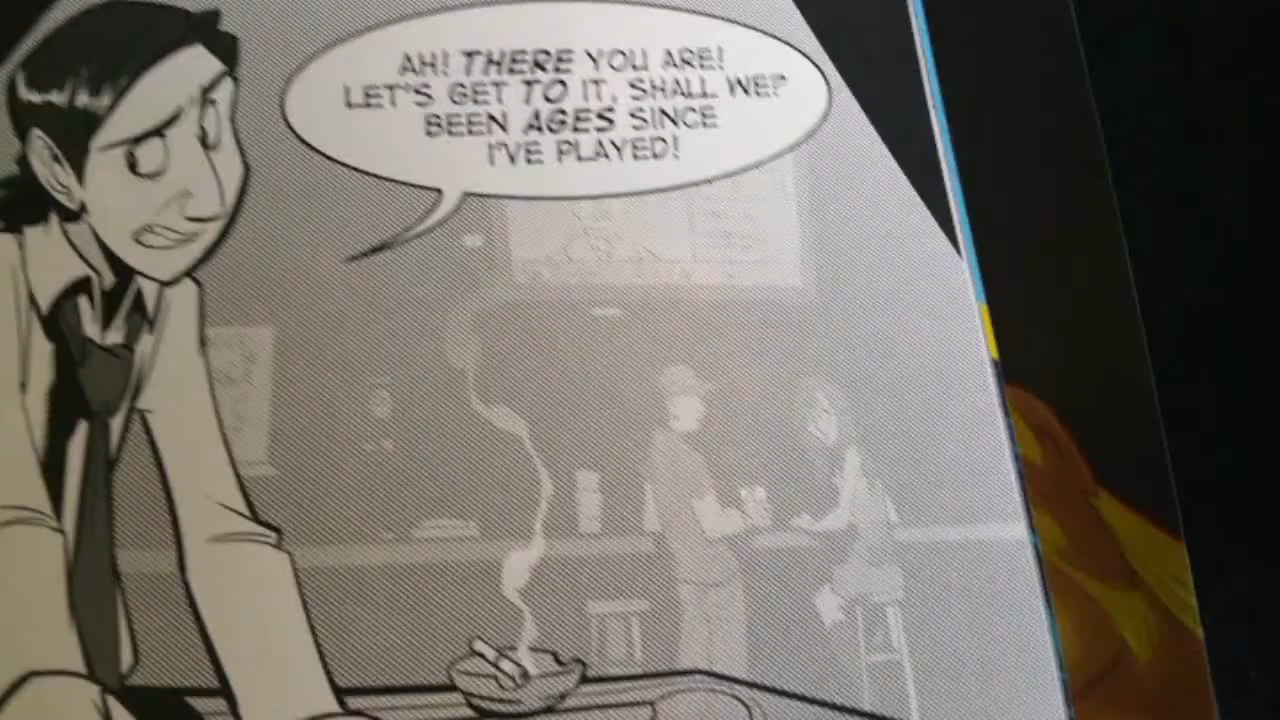 AH! THERE YOU ARE!
LET'S GET TO IT, SHALL WE?
BEEN AGES SINCE
I'VE PLAYED!